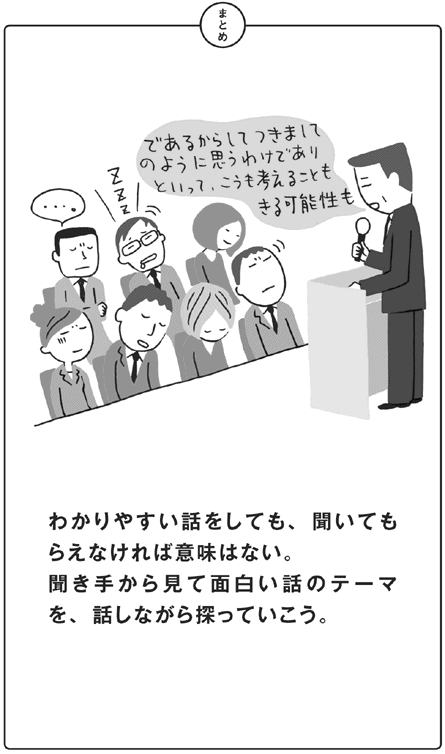 まとめ
であるからしてつきまして
のように思うわけであり
といって、こうも考えることも
きる可能性も
・・・・
ZZZz
わかりやすい話をしても、聞いても
らえなければ意味はない。
聞き手から見て面白い話のテーマ
を、話しながら探っていこう。